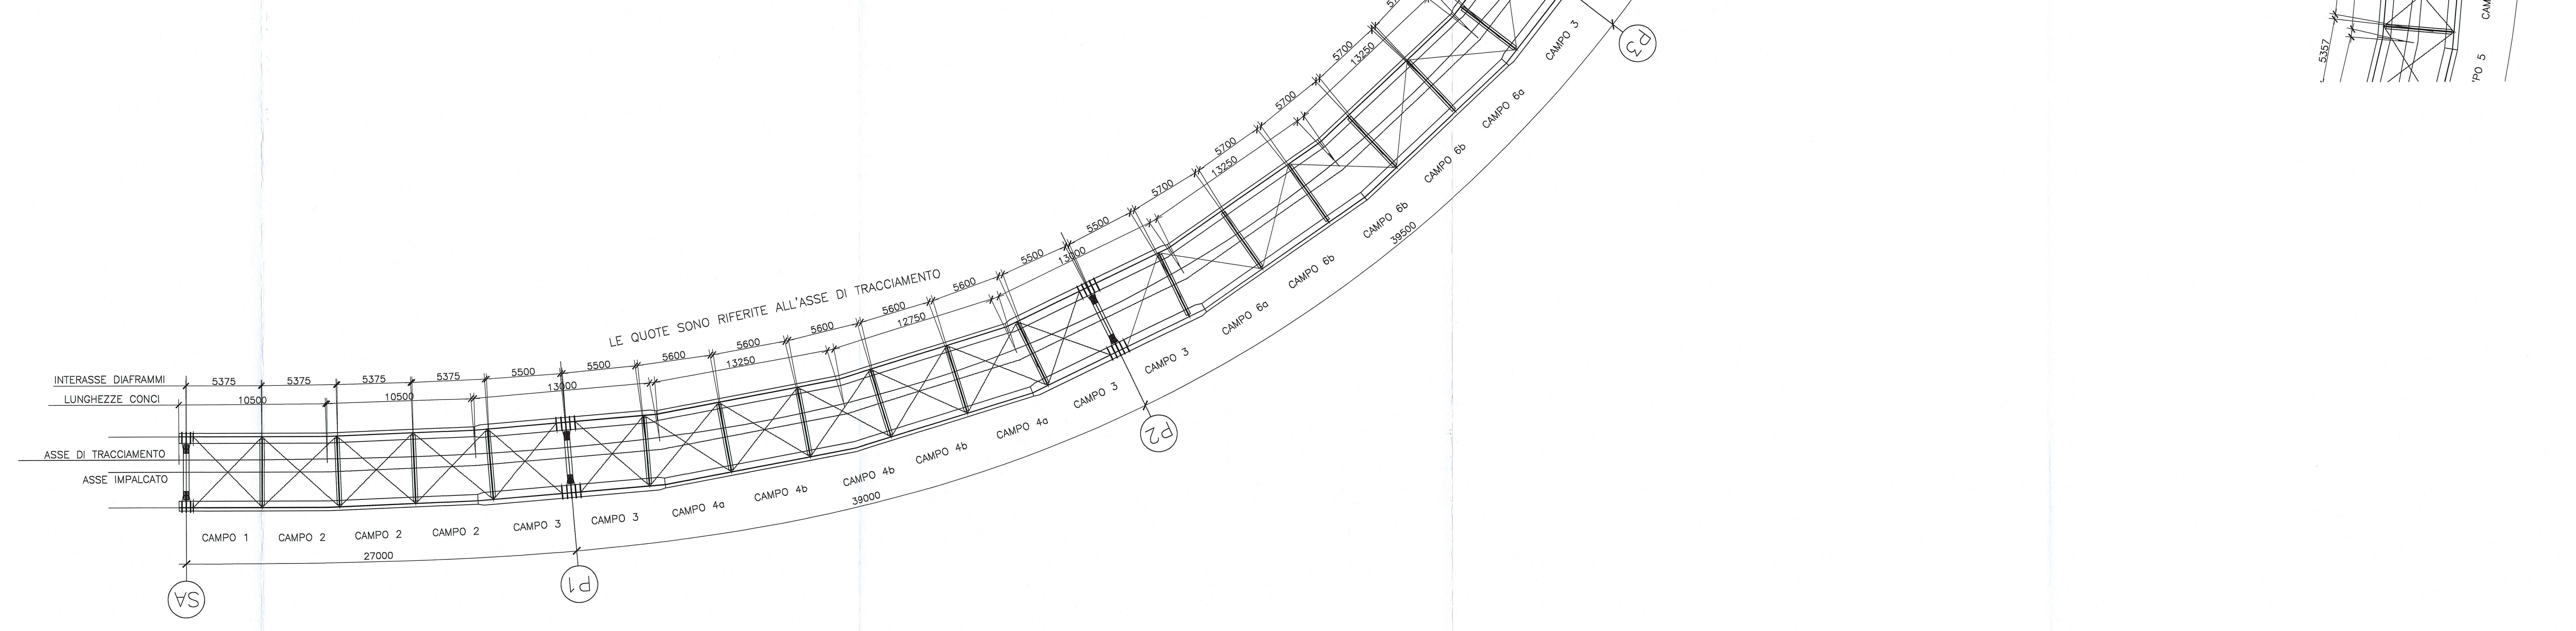 LE QUOTE SONO RIFERITE ALL'ASSE DI TRACCIAMENTO
INTERASSE DIAFRAMMI
5375
5375
5375
5375
5500
5500
5600
5600
5600
5600
5600
5500
5500
5700
5700
5700
5700
LUNGHEZZE CONCI
10500
10500
13000
13250
12750
13000
13250
13250
ASSE DI TRACCIAMENTO
ASSE IMPALCATO
CAMPO 1
CAMPO 2
CAMPO 2
CAMPO 2
CAMPO 3
CAMPO 3
CAMPO 4a
CAMPO 4b
CAMPO 4b
CAMPO 4b
CAMPO 4a
CAMPO 3
CAMPO 3
CAMPO 6a
CAMPO 6b
CAMPO 6b
CAMPO 6b
CAMPO 6a
CAMPO 3
27000
39000
39500
SA
P1
P2
P3
5357